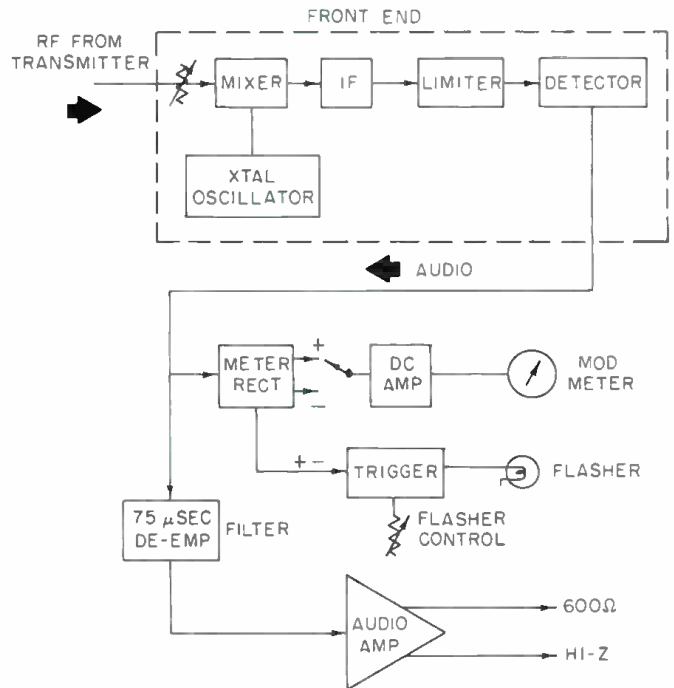 FRONT END
RF FROM
TRANSMITTER
MIXER
IF
LIMITER
DETECTOR
XTAL
OSCILLATOR
AUDIO
METER
RECT
+
−
DC
AMP
MOD
METER
+ −
TRIGGER
FLASHER
FLASHER
CONTROL
75 μSEC
DE-EMP
FILTER
AUDIO
AMP
600Ω
HI-Z